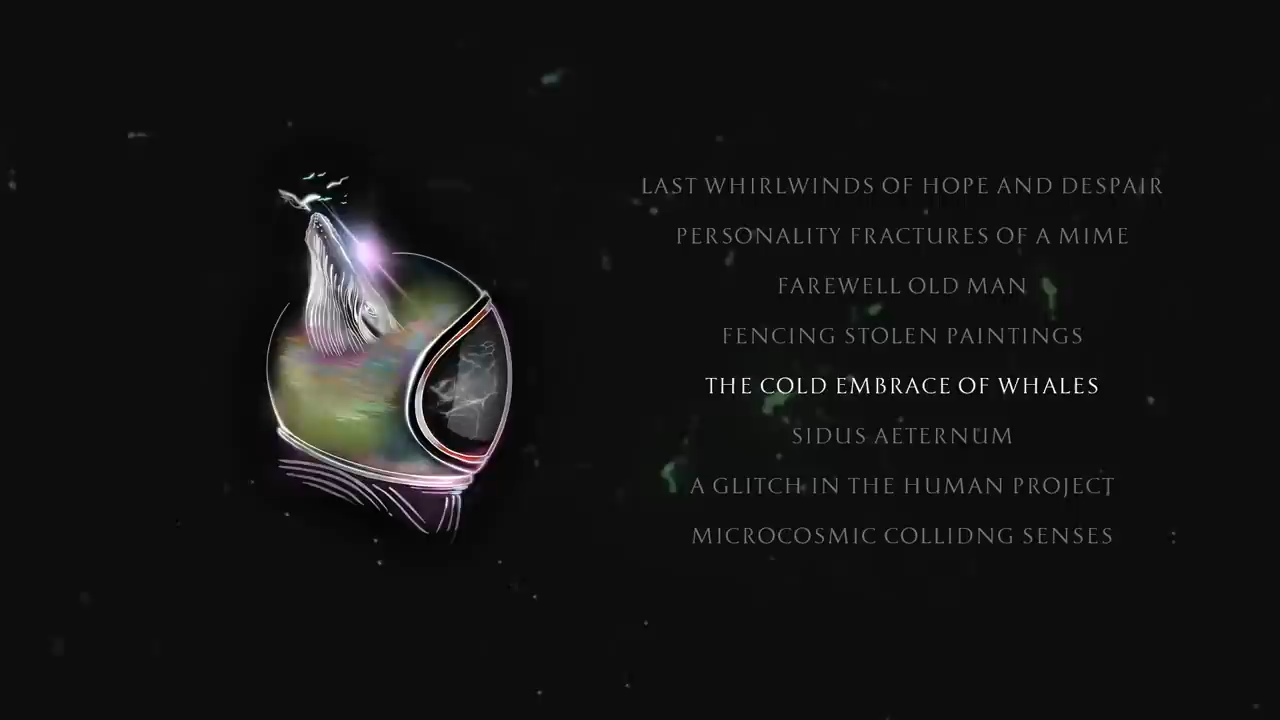 LAST WHIRLWINDS OF HOPE AND DESPAIR
PERSONALITY FRACTURES OF A MIME
FAREWELL OLD MAN
FENCING STOLEN PAINTINGS
THE COLD EMBRACE OF WHALES
SIDUS AETERNUM
A GLITCH IN THE HUMAN PROJECT
MICROCOSMIC COLLIDNG SENSES